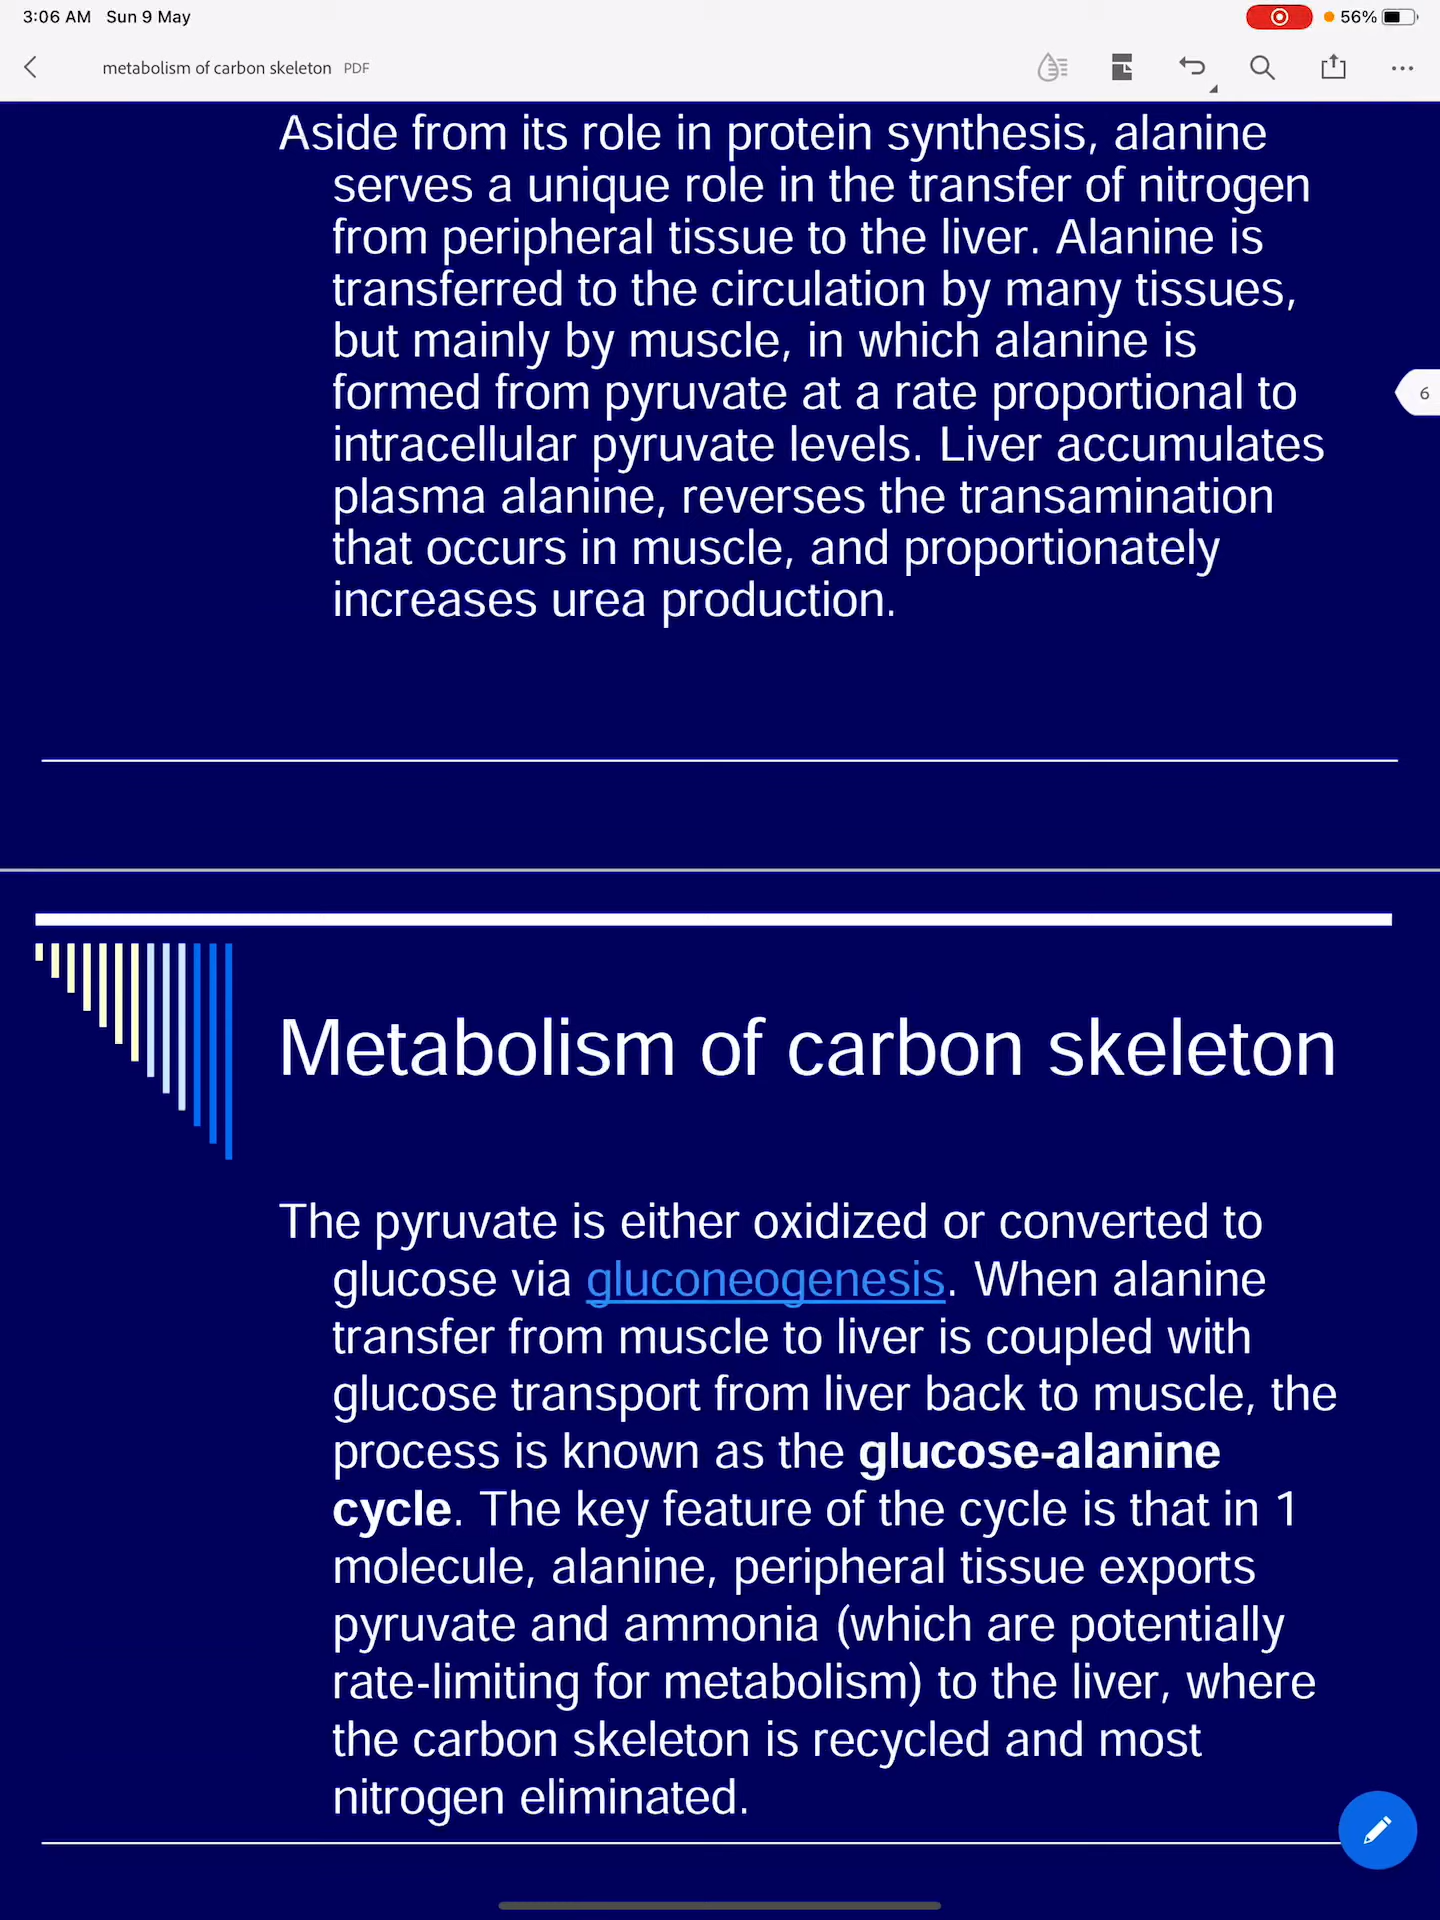 3:06 AM Sun 9 May
56%
metabolism of carbon skeleton PDF
Aside from its role in protein synthesis, alanine
serves a unique role in the transfer of nitrogen
from peripheral tissue to the liver. Alanine is
transferred to the circulation by many tissues,
but mainly by muscle, in which alanine is
formed from pyruvate at a rate proportional to
6
intracellular pyruvate levels. Liver accumulates
plasma alanine, reverses the transamination
that occurs in muscle, and proportionately
increases urea production.
Metabolism of carbon skeleton
The pyruvate is either oxidized or converted to
glucose via gluconeogenesis. When alanine
transfer from muscle to liver is coupled with
glucose transport from liver back to muscle, the
process is known as the glucose-alanine
cycle. The key feature of the cycle is that in 1
molecule, alanine, peripheral tissue exports
pyruvate and ammonia (which are potentially
rate-limiting for metabolism) to the liver, where
the carbon skeleton is recycled and most
nitrogen eliminated.